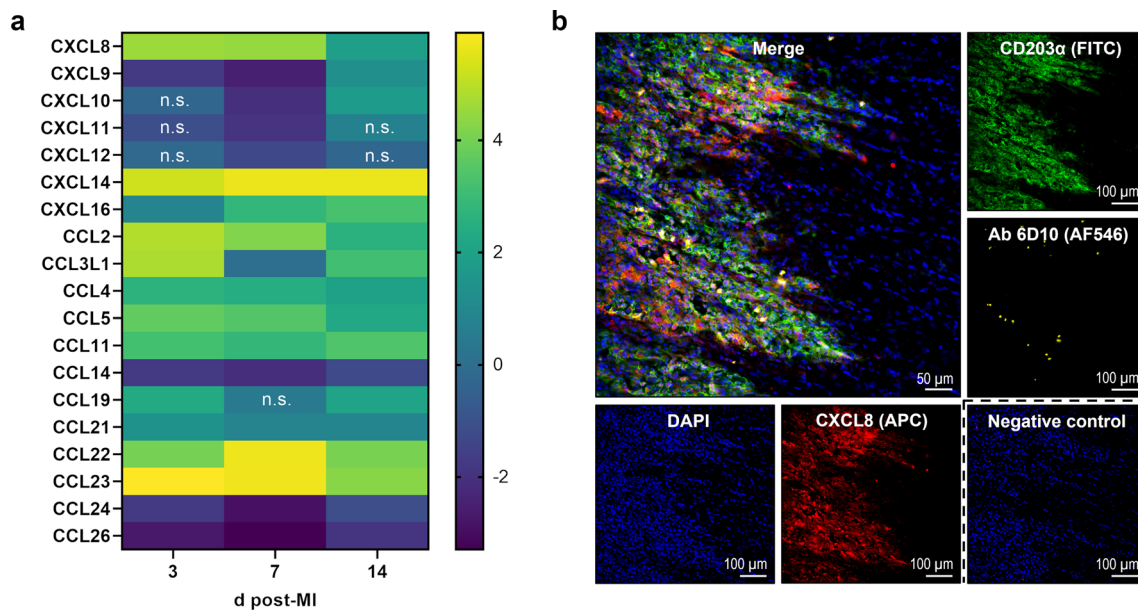 a
CXCL8
CXCL9
CXCL10
n.s.
CXCL11
n.s.
n.s.
CXCL12
n.s.
n.s.
CXCL14
CXCL16
CCL2
CCL3L1
CCL4
CCL5
CCL11
CCL14
CCL19
n.s.
CCL21
CCL22
CCL23
CCL24
CCL26
3
7
14
d post-MI
4
2
0
-2
b
Merge
50 µm
CD203α (FITC)
100 µm
Ab 6D10 (AF546)
100 µm
DAPI
100 µm
CXCL8 (APC)
100 µm
Negative control
100 µm